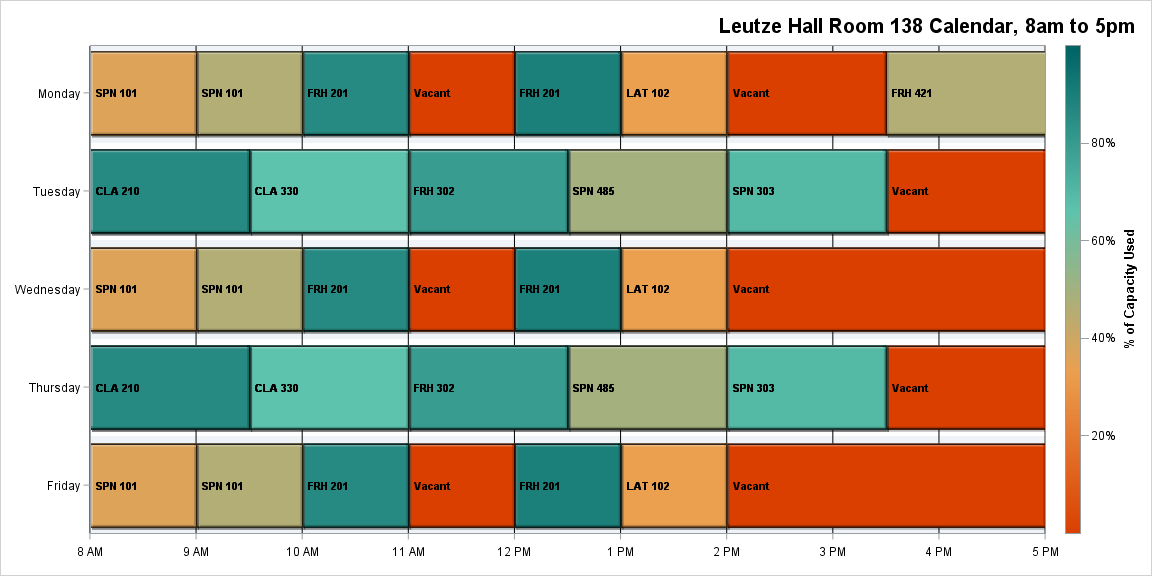 Leutze Hall Room 138 Calendar, 8am to 5pm
Monday
SPN 101
SPN 101
FRH 201
Vacant
FRH 201
LAT 102
Vacant
FRH 421
Tuesday
CLA 210
CLA 330
FRH 302
SPN 485
SPN 303
Vacant
Wednesday
SPN 101
SPN 101
FRH 201
Vacant
FRH 201
LAT 102
Vacant
Thursday
CLA 210
CLA 330
FRH 302
SPN 485
SPN 303
Vacant
Friday
SPN 101
SPN 101
FRH 201
Vacant
FRH 201
LAT 102
Vacant
8 AM
9 AM
10 AM
11 AM
12 PM
1 PM
2 PM
3 PM
4 PM
5 PM
80%
60%
40%
20%
% of Capacity Used